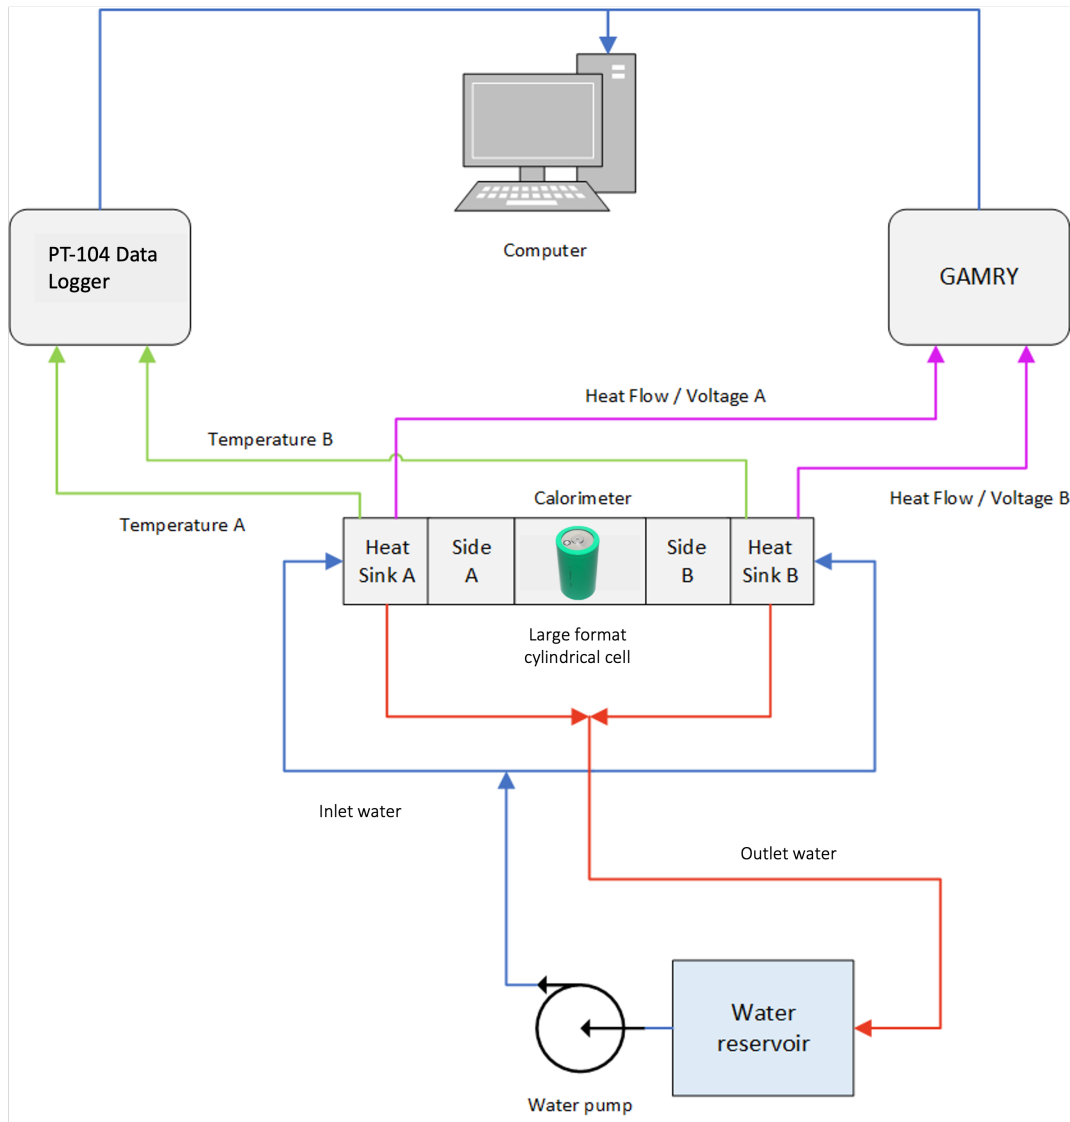 Computer
PT-104 Data
Logger
GAMRY
Heat Flow / Voltage A
Temperature B
Heat Flow / Voltage B
Calorimeter
Temperature A
Heat
Sink A
Side
A
Side
B
Heat
Sink B
Large format
cylindrical cell
Inlet water
Outlet water
Water
reservoir
Water pump